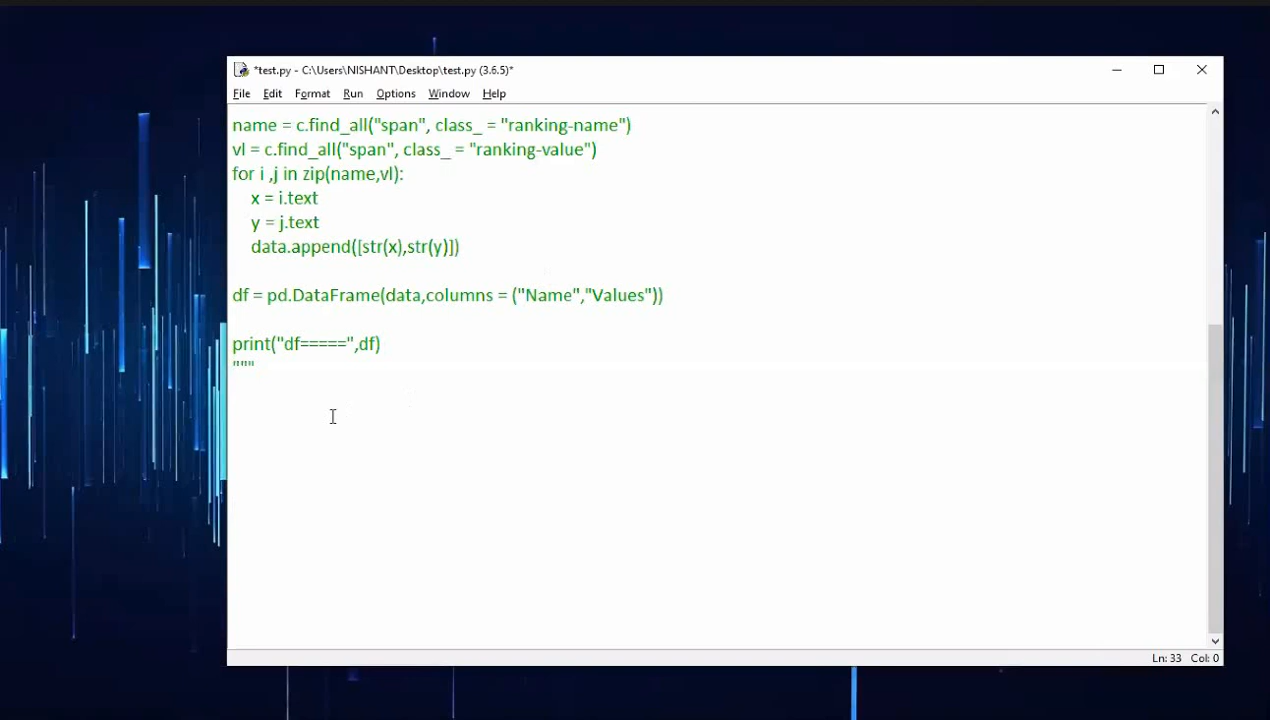 *test.py - C:\Users\NISHANT\Desktop\test.py (3.6.5)*
File Edit Format Run Options Window Help
name = c.find_all("span", class_ = "ranking-name")
vl = c.find_all("span", class_ = "ranking-value")
for i ,j in zip(name,vl):
    x = i.text
    y = j.text
    data.append([str(x),str(y)])
df = pd.DataFrame(data,columns = ("Name","Values"))
print("df=====",df)
"""
Ln: 33 Col: 0